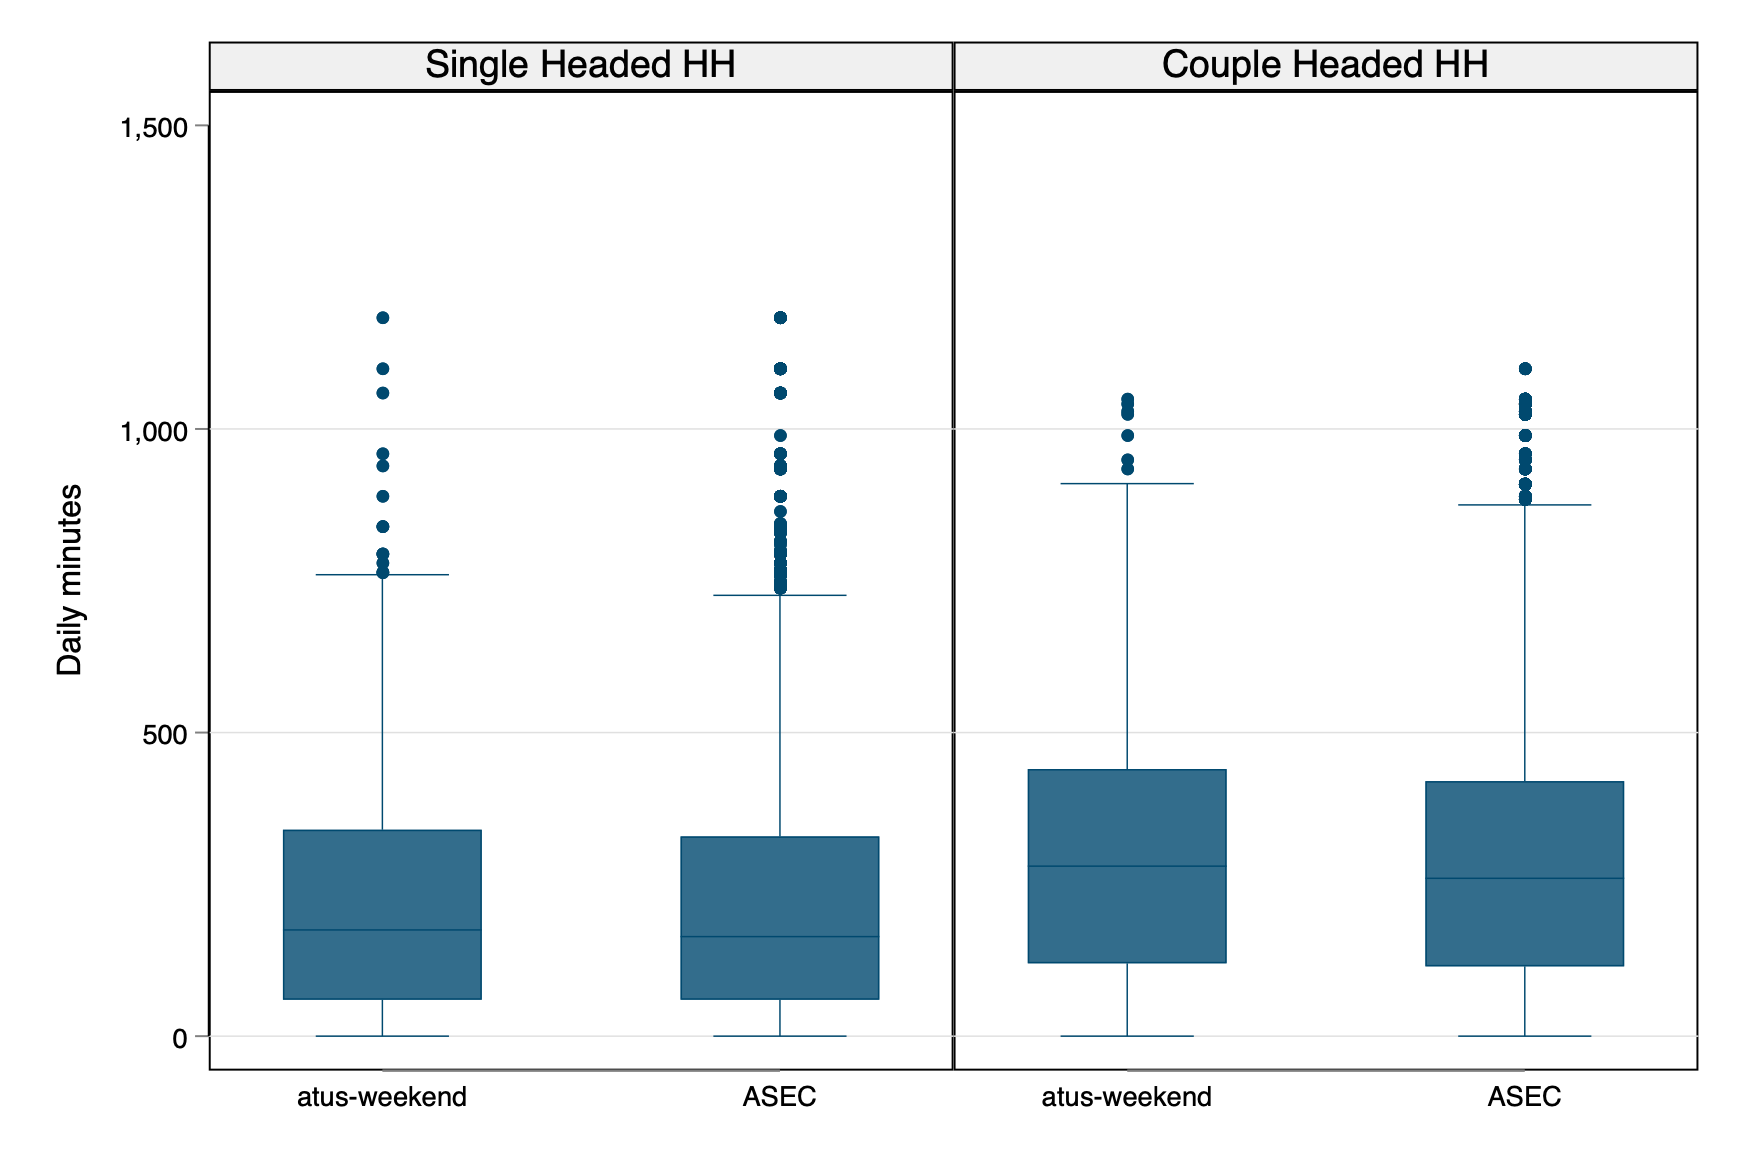 Single Headed HH
Couple Headed HH
1,500
1,000
500
0
Daily minutes
atus-weekend
ASEC
atus-weekend
ASEC